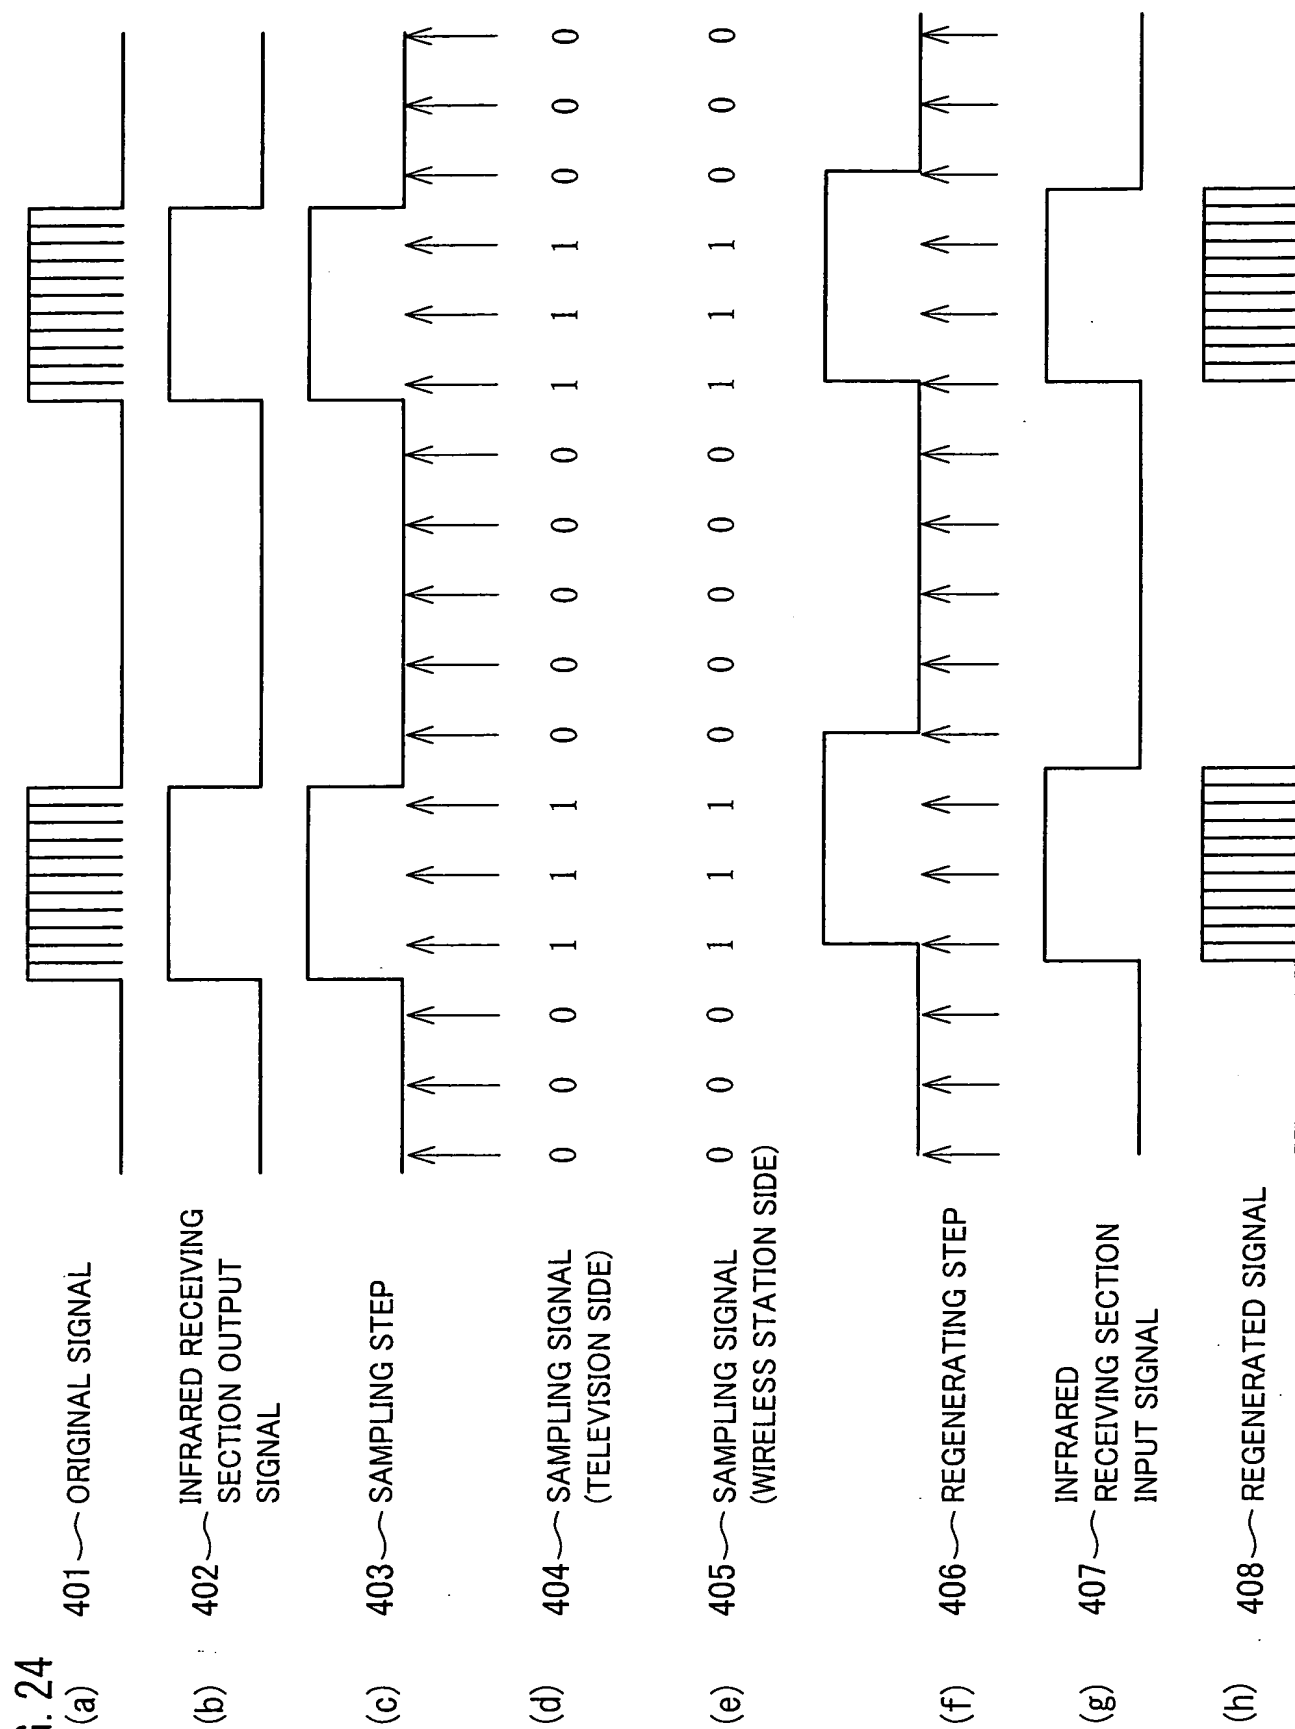 . 24
(a) 401 ORIGINAL SIGNAL
(b) 402 INFRARED RECEIVING
SECTION OUTPUT
SIGNAL
(c) 403 SAMPLING STEP
(d) 404 SAMPLING SIGNAL
(TELEVISION SIDE)
0 0 0 1 1 1 0 0 0 0 0 1 1 1 0 0 0
(e) 405 SAMPLING SIGNAL
(WIRELESS STATION SIDE)
0 0 0 1 1 1 0 0 0 0 0 1 1 1 0 0 0
(f) 406 REGENERATING STEP
INFRARED
(g) 407 RECEIVING SECTION
INPUT SIGNAL
(h) 408 REGENERATED SIGNAL